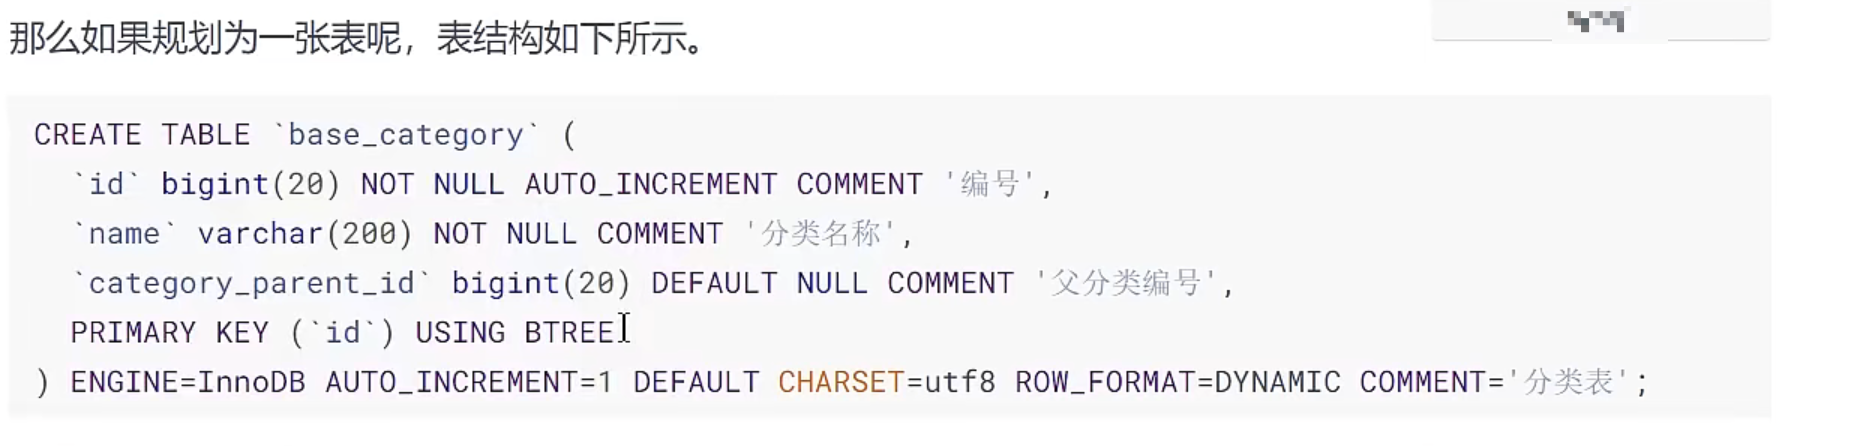 那么如果规划为一张表呢，表结构如下所示。
CREATE TABLE `base_category` (
`id` bigint(20) NOT NULL AUTO_INCREMENT COMMENT '编号',
`name` varchar(200) NOT NULL COMMENT '分类名称',
`category_parent_id` bigint(20) DEFAULT NULL COMMENT '父分类编号',
PRIMARY KEY (`id`) USING BTREE
) ENGINE=InnoDB AUTO_INCREMENT=1 DEFAULT CHARSET=utf8 ROW_FORMAT=DYNAMIC COMMENT='分类表';